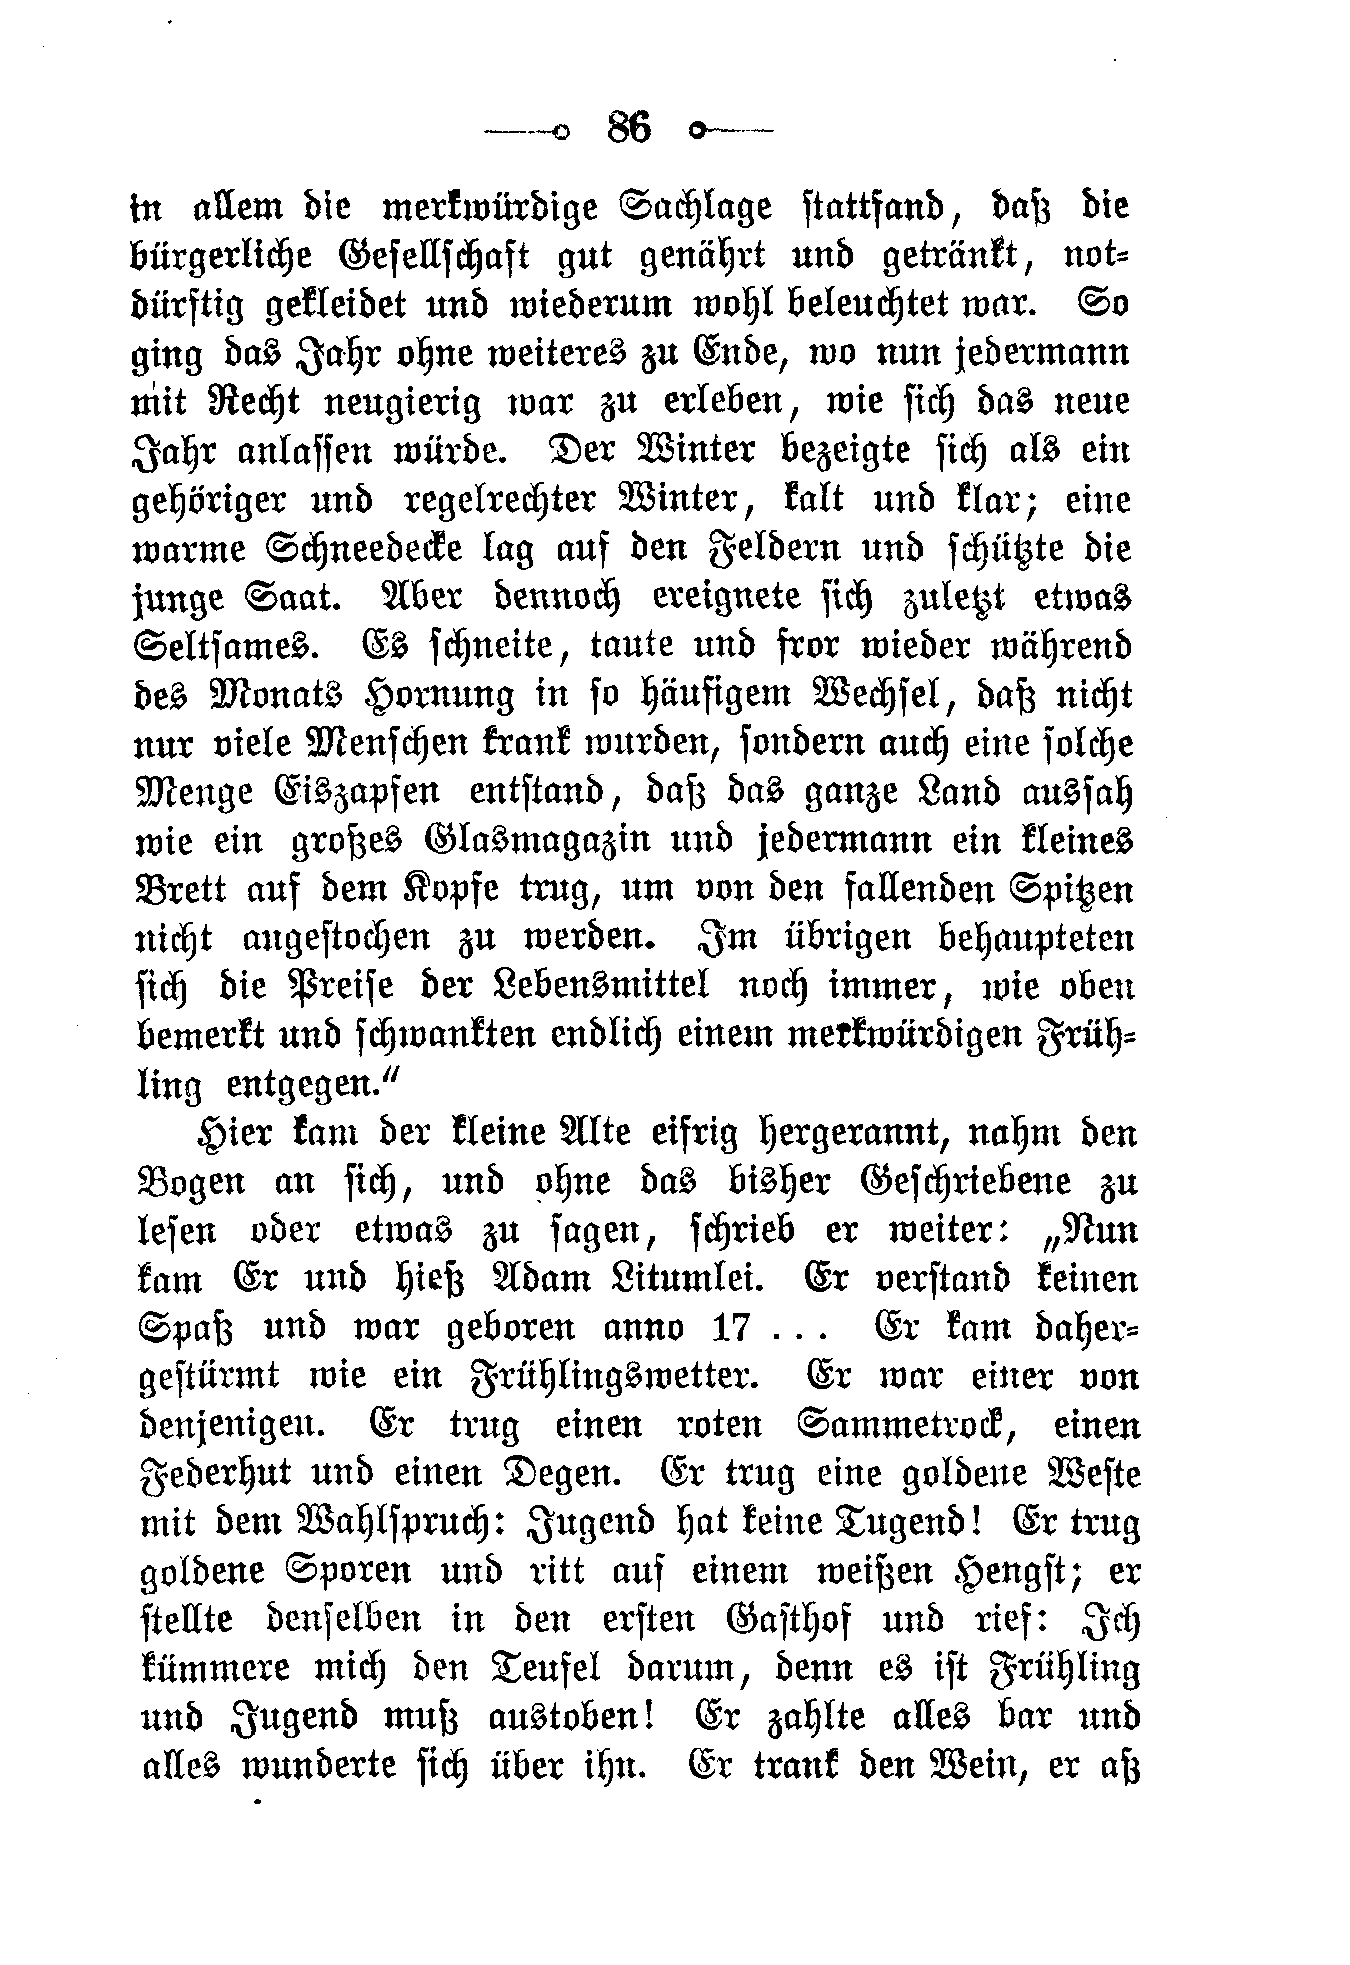 86
in allem die merkwürdige Sachlage stattfand, daß die
bürgerliche Gesellschaft gut genährt und getränkt, not-
dürftig gekleidet und wiederum wohl beleuchtet war. So
ging das Jahr ohne weiteres zu Ende, wo nun jedermann
mit Recht neugierig war zu erleben, wie sich das neue
Jahr anlassen würde. Der Winter bezeigte sich als ein
gehöriger und regelrechter Winter, kalt und klar; eine
warme Schneedecke lag auf den Feldern und schützte die
junge Saat. Aber dennoch ereignete sich zuletzt etwas
Seltsames. Es schneite, taute und fror wieder während
des Monats Hornung in so häufigem Wechsel, daß nicht
nur viele Menschen krank wurden, sondern auch eine solche
Menge Eiszapfen entstand, daß das ganze Land aussah
wie ein großes Glasmagazin und jedermann ein kleines
Brett auf dem Kopfe trug, um von den fallenden Spitzen
nicht angestochen zu werden. Im übrigen behaupteten
sich die Preise der Lebensmittel noch immer, wie oben
bemerkt und schwankten endlich einem merkwürdigen Früh-
ling entgegen.“
Hier kam der kleine Alte eifrig hergerannt, nahm den
Bogen an sich, und ohne das bisher Geschriebene zu
lesen oder etwas zu sagen, schrieb er weiter: „Nun
kam Er und hieß Adam Litumlei. Er verstand keinen
Spaß und war geboren anno 17 . . . Er kam daher-
gestürmt wie ein Frühlingswetter. Er war einer von
denjenigen. Er trug einen roten Sammetrock, einen
Federhut und einen Degen. Er trug eine goldene Weste
mit dem Wahlspruch: Jugend hat keine Tugend! Er trug
goldene Sporen und ritt auf einem weißen Hengst; er
stellte denselben in den ersten Gasthof und rief: Ich
kümmere mich den Teufel darum, denn es ist Frühling
und Jugend muß austoben! Er zahlte alles bar und
alles wunderte sich über ihn. Er trank den Wein, er aß